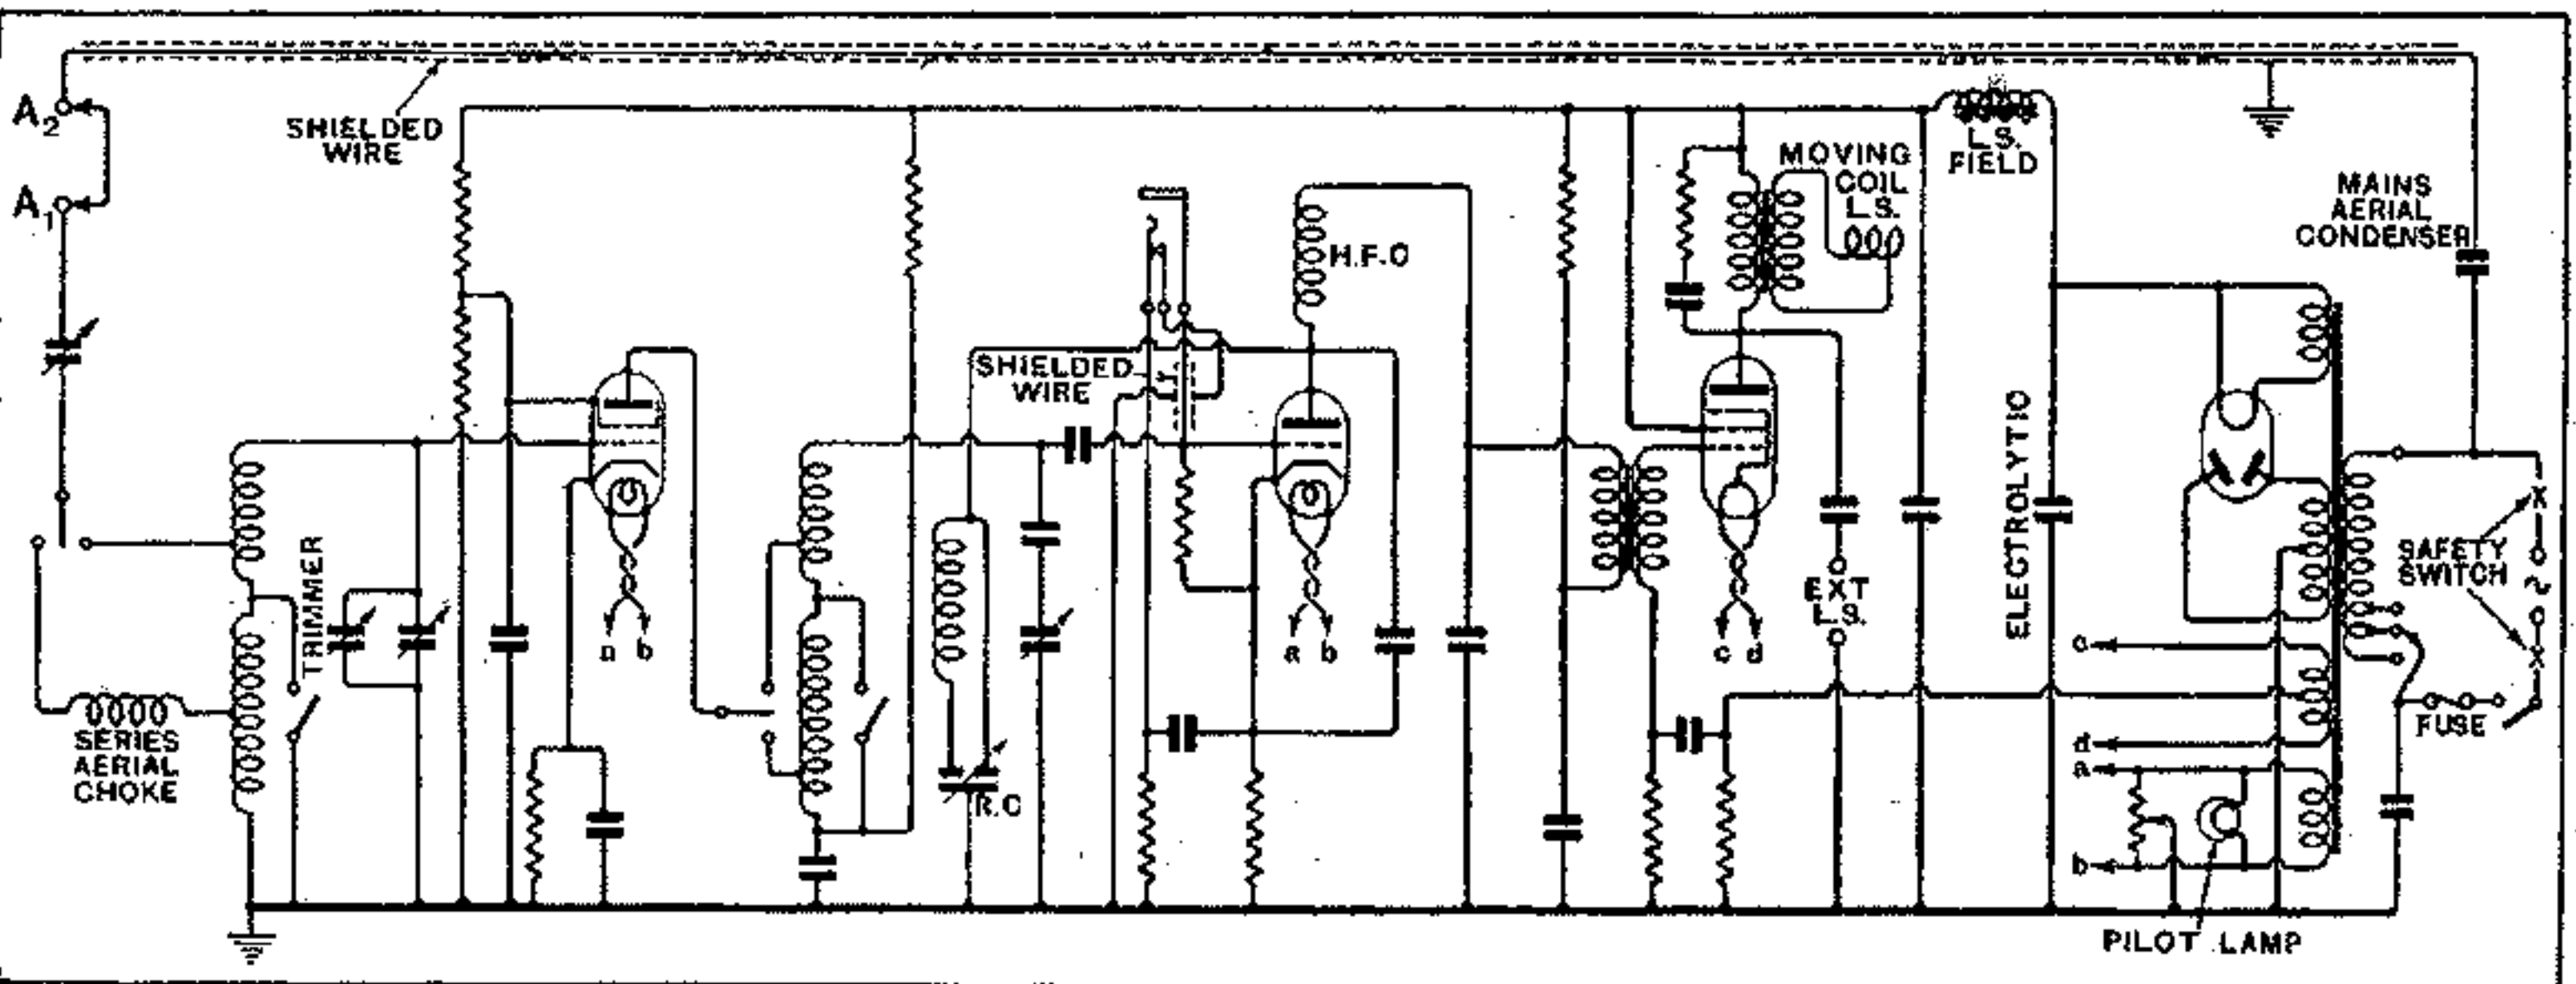 A2
A1
SHIELDED
WIRE
TRIMMER
SERIES
AERIAL
CHOKE
a b
SHIELDED
WIRE
R.C
H.F.C
a b
MOVING
COIL
L.S.
c d
EXT
L.S.
L.S.
FIELD
ELECTROLYTIC
MAINS
AERIAL
CONDENSER
SAFETY
SWITCH
FUSE
c
d
a
b
PILOT LAMP